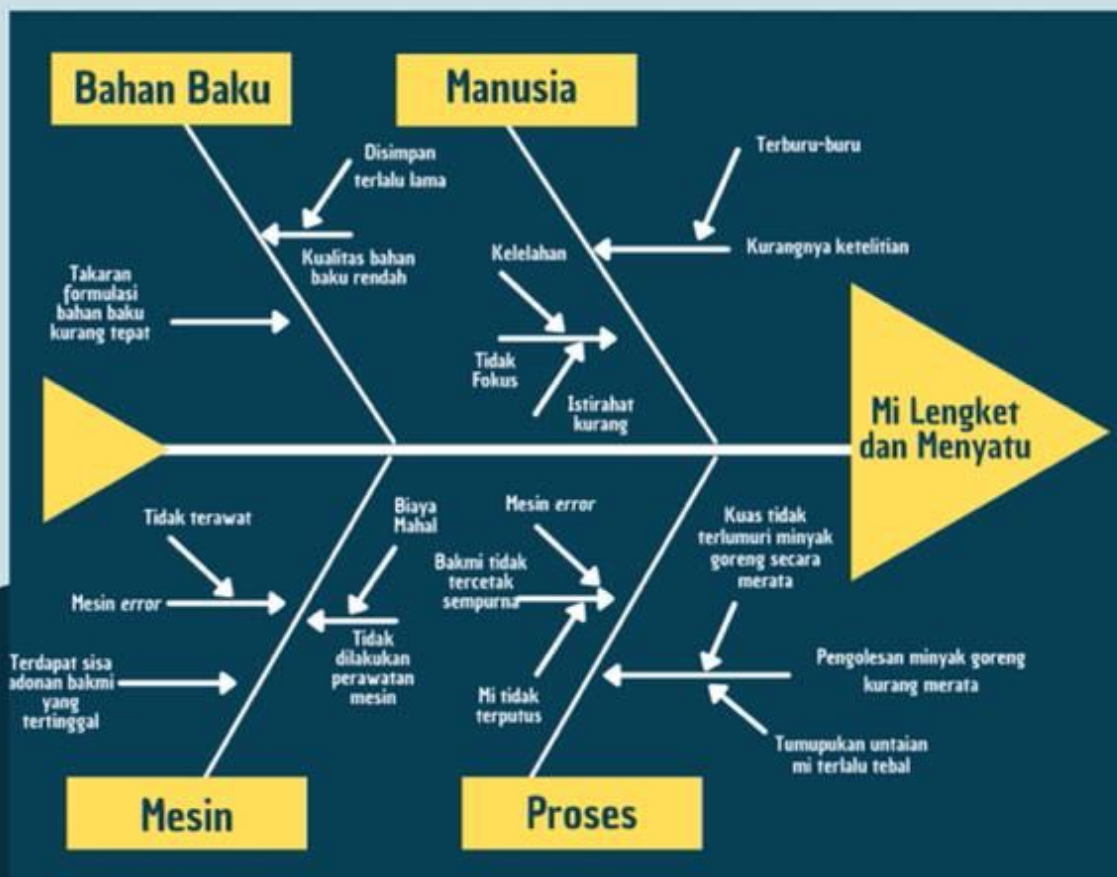 Bahan Baku
Manusia
Disimpan
terlalu lama
Kualitas bahan
baku rendah
Takaran
formulasi
bahan baku
kurang tepat
Terburu-buru
Kurangnya ketelitian
Kelelahan
Tidak
Fokus
Istirahat
kurang
Mi Lengket
dan Menyatu
Tidak terawat
Mesin error
Terdapat sisa
adonan bakmi
yang
tertinggal
Biaya
Mahal
Tidak
dilakukan
perawatan
mesin
Mesin error
Bakmi tidak
tercetak
sempurna
Mi tidak
terputus
Kuas tidak
terlumuri minyak
goreng secara
merata
Pengolesan minyak goreng
kurang merata
Tumupukan untaian
mi terlalu tebal
Mesin
Proses